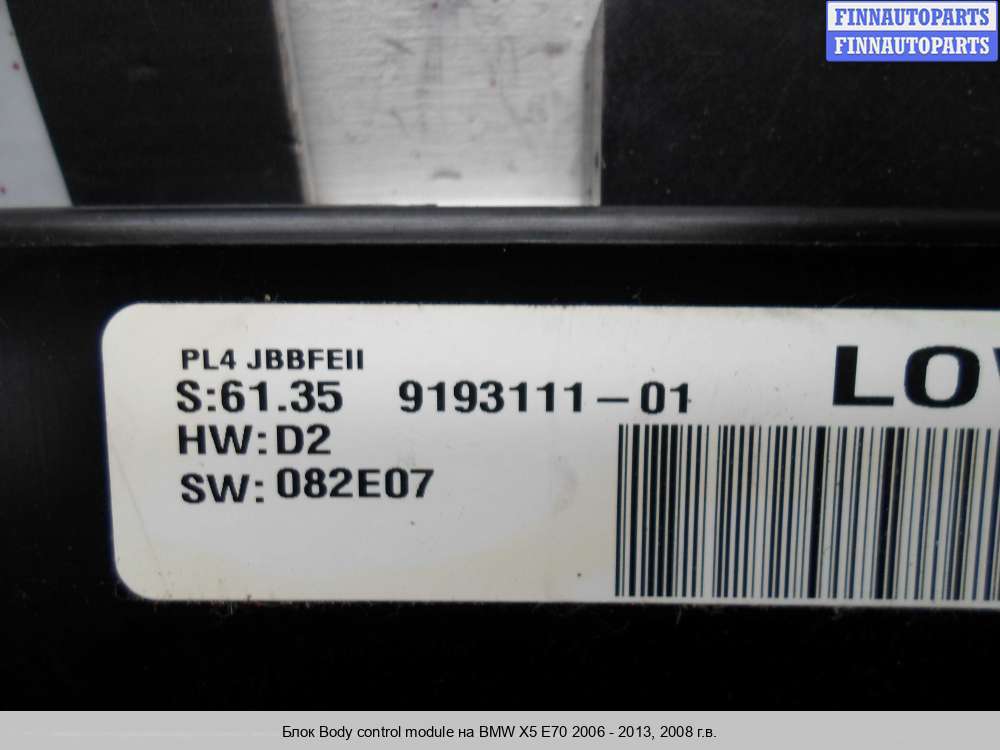 FINNAUTOPARTS
FINNAUTOPARTS
PL4 JBBFEII
S:61.35 9193111-01
HW:D2
SW: 082E07
Блок Body control module на BMW X5 E70 2006 - 2013, 2008 г.в.